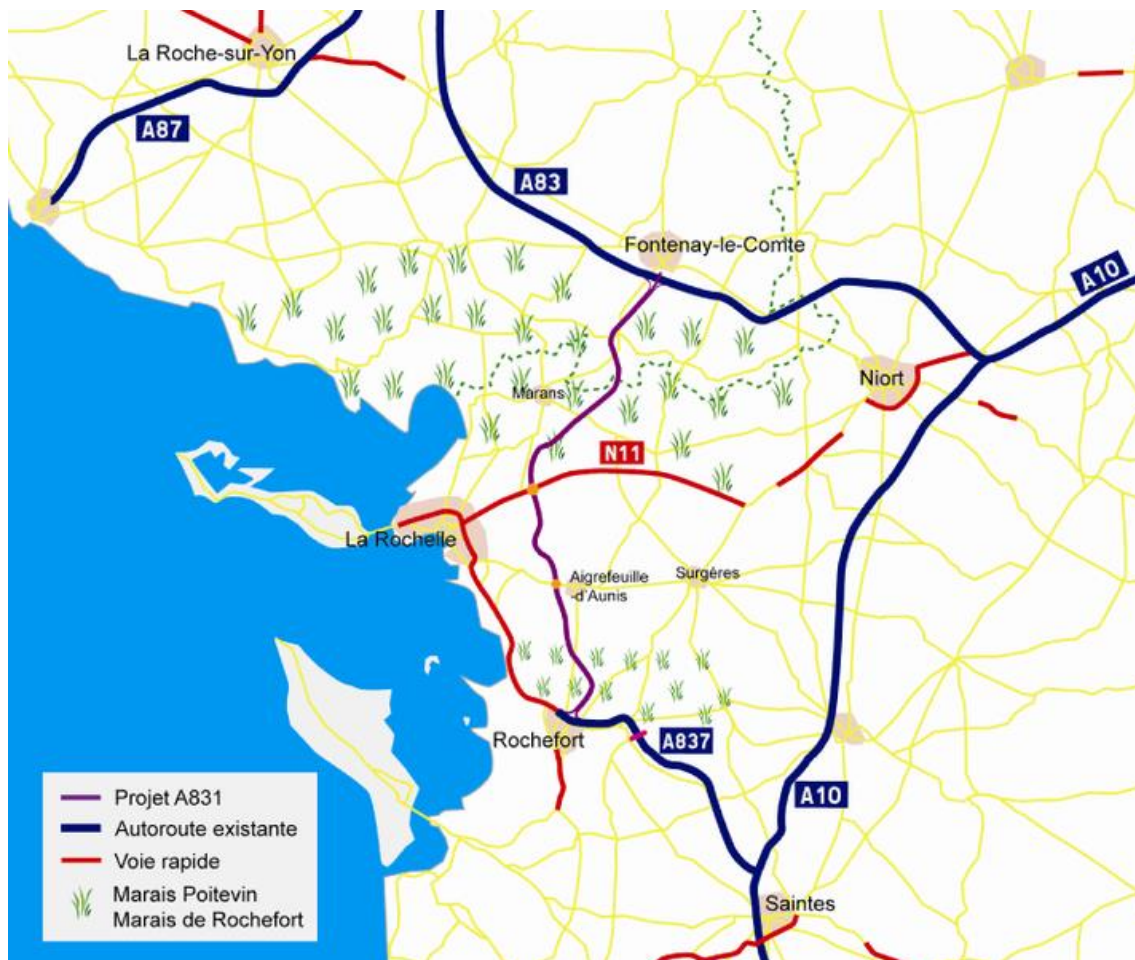 La Roche-sur-Yon
A87
A83
Fontenay-le-Comte
A10
Niort
Marans
N11
La Rochelle
Aigrefeuille
-d'Aunis
Surgères
Rochefort
A837
A10
Saintes
Projet A831
Autoroute existante
Voie rapide
Marais Poitevin
Marais de Rochefort